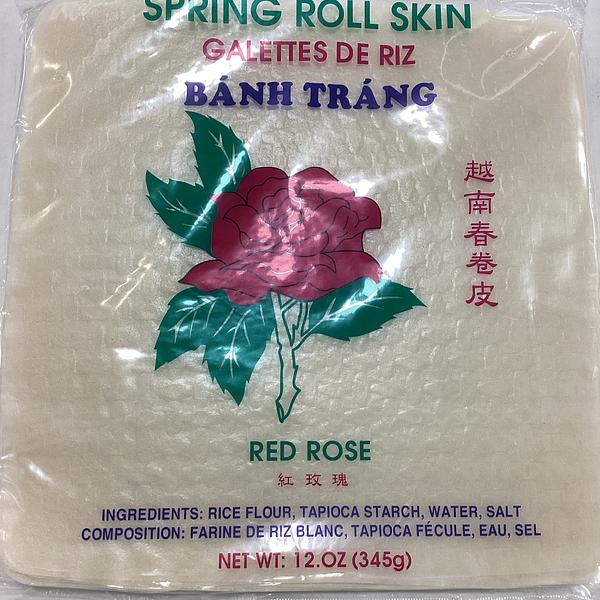 SPRING ROLL SKIN
GALETTES DE RIZ
BÁNH TRÁNG
越南春卷皮
RED ROSE
紅玫瑰
INGREDIENTS: RICE FLOUR, TAPIOCA STARCH, WATER, SALT
COMPOSITION: FARINE DE RIZ BLANC, TAPIOCA FÉCULE, EAU, SEL
NET WT: 12.OZ (345g)